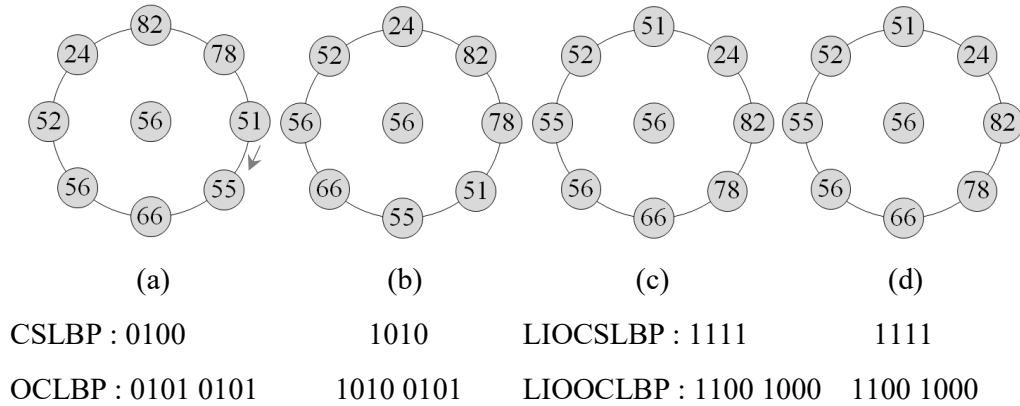 82 24 51 51
24 78 52 82 52 24 52 24
52 56 51 56 56 78 55 56 82 55 56 82
56 55 66 51 56 78 56 78
66 55 66 66
(a) (b) (c) (d)
CSLBP : 0100 1010 LIOCSLBP : 1111 1111
OCLBP : 0101 0101 1010 0101 LIOOCLBP : 1100 1000 1100 1000